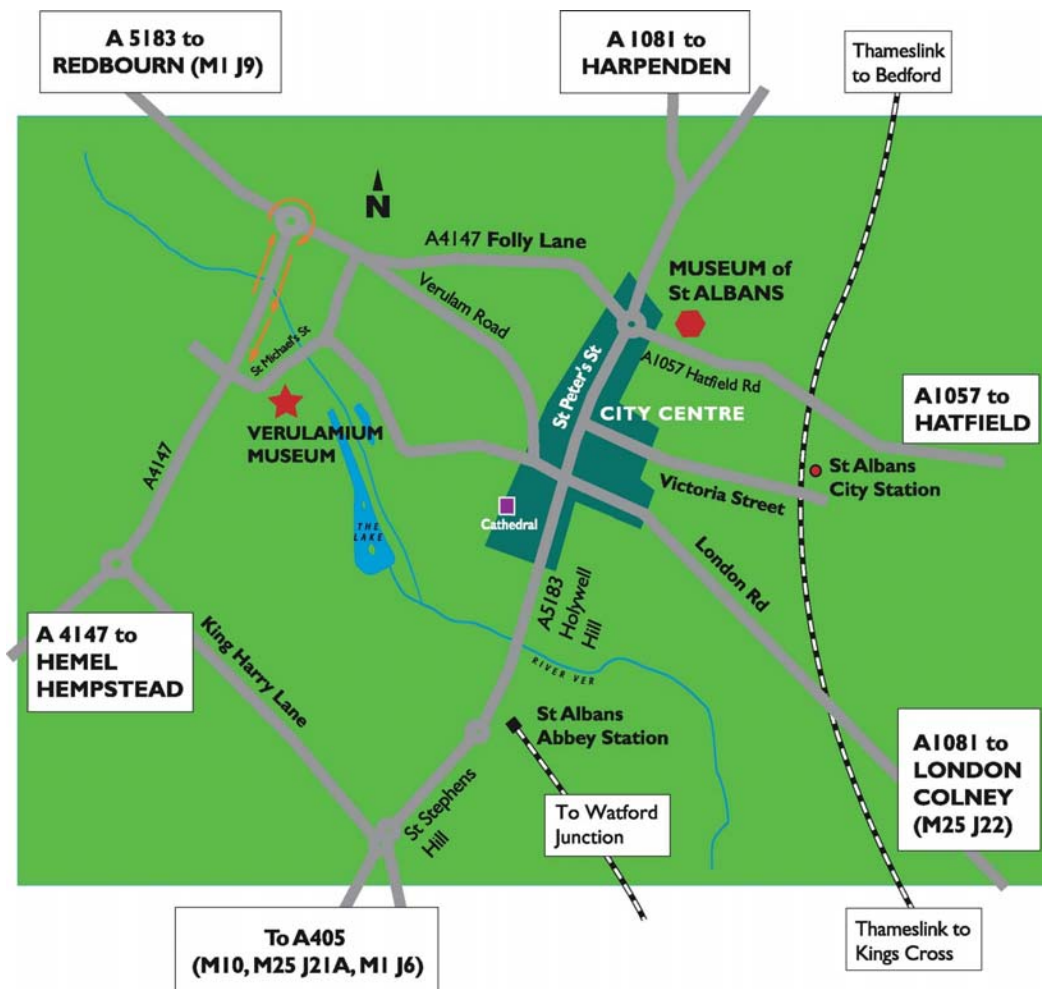 A 5183 to
REDBOURN (M1 J9)
A 1081 to
HARPENDEN
Thameslink
to Bedford
N
A4147 Folly Lane
MUSEUM of
St ALBANS
Verulam Road
St Michael's St
St Peter's St
A1057 Hatfield Rd
CITY CENTRE
A1057 to
HATFIELD
VERULAMIUM
MUSEUM
A4147
Victoria Street
St Albans
City Station
Cathedral
THE
LAKE
London Rd
A5183
Holywell
Hill
A 4147 to
HEMEL
HEMPSTEAD
King Harry Lane
RIVER VER
St Albans
Abbey Station
A1081 to
LONDON
COLNEY
(M25 J22)
St Stephens
Hill
To Watford
Junction
To A405
(M10, M25 J21A, M1 J6)
Thameslink to
Kings Cross